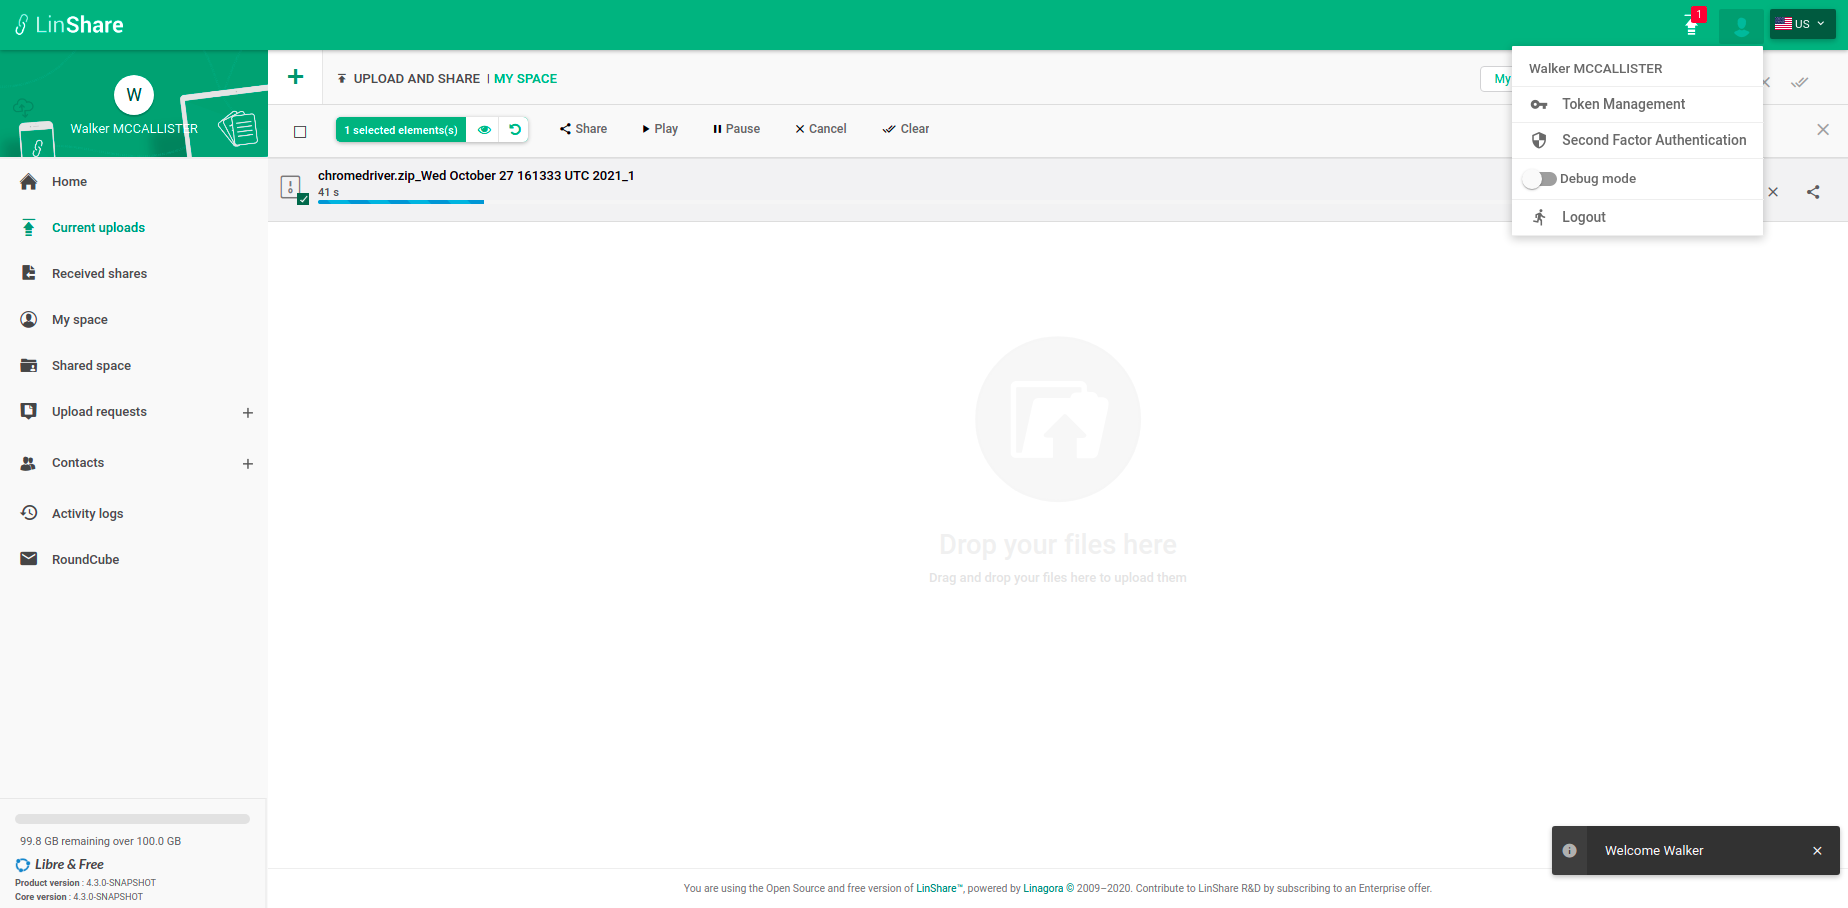 LinShare
1
US
W
Walker MCCALLISTER
Home
Current uploads
Received shares
My space
Shared space
Upload requests
Contacts
Activity logs
RoundCube
99.8 GB remaining over 100.0 GB
Libre & Free
Product version : 4.3.0-SNAPSHOT
Core version : 4.3.0-SNAPSHOT
UPLOAD AND SHARE | MY SPACE
My
1 selected elements(s)
Share
Play
Pause
Cancel
Clear
chromedriver.zip_Wed October 27 161333 UTC 2021_1
41 s
Walker MCCALLISTER
Token Management
Second Factor Authentication
Debug mode
Logout
Drop your files here
Drag and drop your files here to upload them
Welcome Walker
You are using the Open Source and free version of LinShare™, powered by Linagora © 2009–2020. Contribute to LinShare R&D by subscribing to an Enterprise offer.